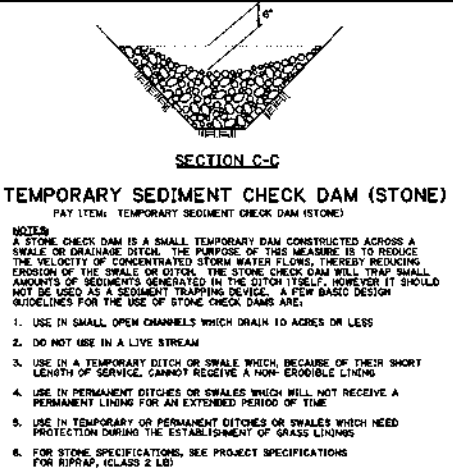 6"
SECTION C-C
TEMPORARY SEDIMENT CHECK DAM (STONE)
PAY ITEM: TEMPORARY SEDIMENT CHECK DAM (STONE)
NOTES:
A STONE CHECK DAM IS A SMALL TEMPORARY DAM CONSTRUCTED ACROSS A
SWALE OR DRAINAGE DITCH. THE PURPOSE OF THIS MEASURE IS TO REDUCE
THE VELOCITY OF CONCENTRATED STORM WATER FLOWS, THEREBY REDUCING
EROSION OF THE SWALE OR DITCH. THE STONE CHECK DAM WILL TRAP SMALL
AMOUNTS OF SEDIMENTS GENERATED IN THE DITCH ITSELF. HOWEVER IT SHOULD
NOT BE USED AS A SEDIMENT TRAPPING DEVICE. A FEW BASIC DESIGN
GUIDELINES FOR THE USE OF STONE CHECK DAMS ARE:
1. USE IN SMALL OPEN CHANNELS WHICH DRAIN 10 ACRES OR LESS
2. DO NOT USE IN A LIVE STREAM
3. USE IN A TEMPORARY DITCH OR SWALE WHICH, BECAUSE OF THEIR SHORT
LENGTH OF SERVICE, CANNOT RECEIVE A NON-ERODIBLE LINING
4. USE IN PERMANENT DITCHES OR SWALES WHICH WILL NOT RECEIVE A
PERMANENT LINING FOR AN EXTENDED PERIOD OF TIME
5. USE IN TEMPORARY OR PERMANENT DITCHES OR SWALES WHICH NEED
PROTECTION DURING THE ESTABLISHMENT OF GRASS LININGS
6. FOR STONE SPECIFICATIONS, SEE PROJECT SPECIFICATIONS
FOR RIPRAP, (CLASS 2 LB)